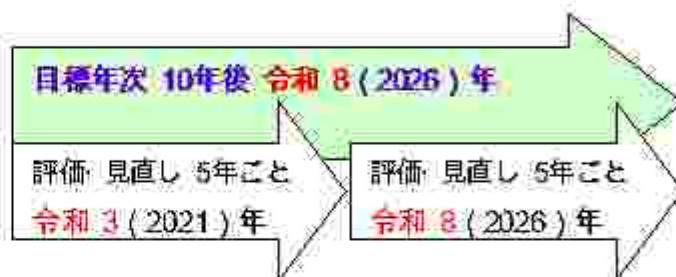 目標年次 10年後 令和 8 ( 2026 ) 年
評価・見直し 5年ごと
令和 3 ( 2021 ) 年
評価・見直し 5年ごと
令和 8 ( 2026 ) 年